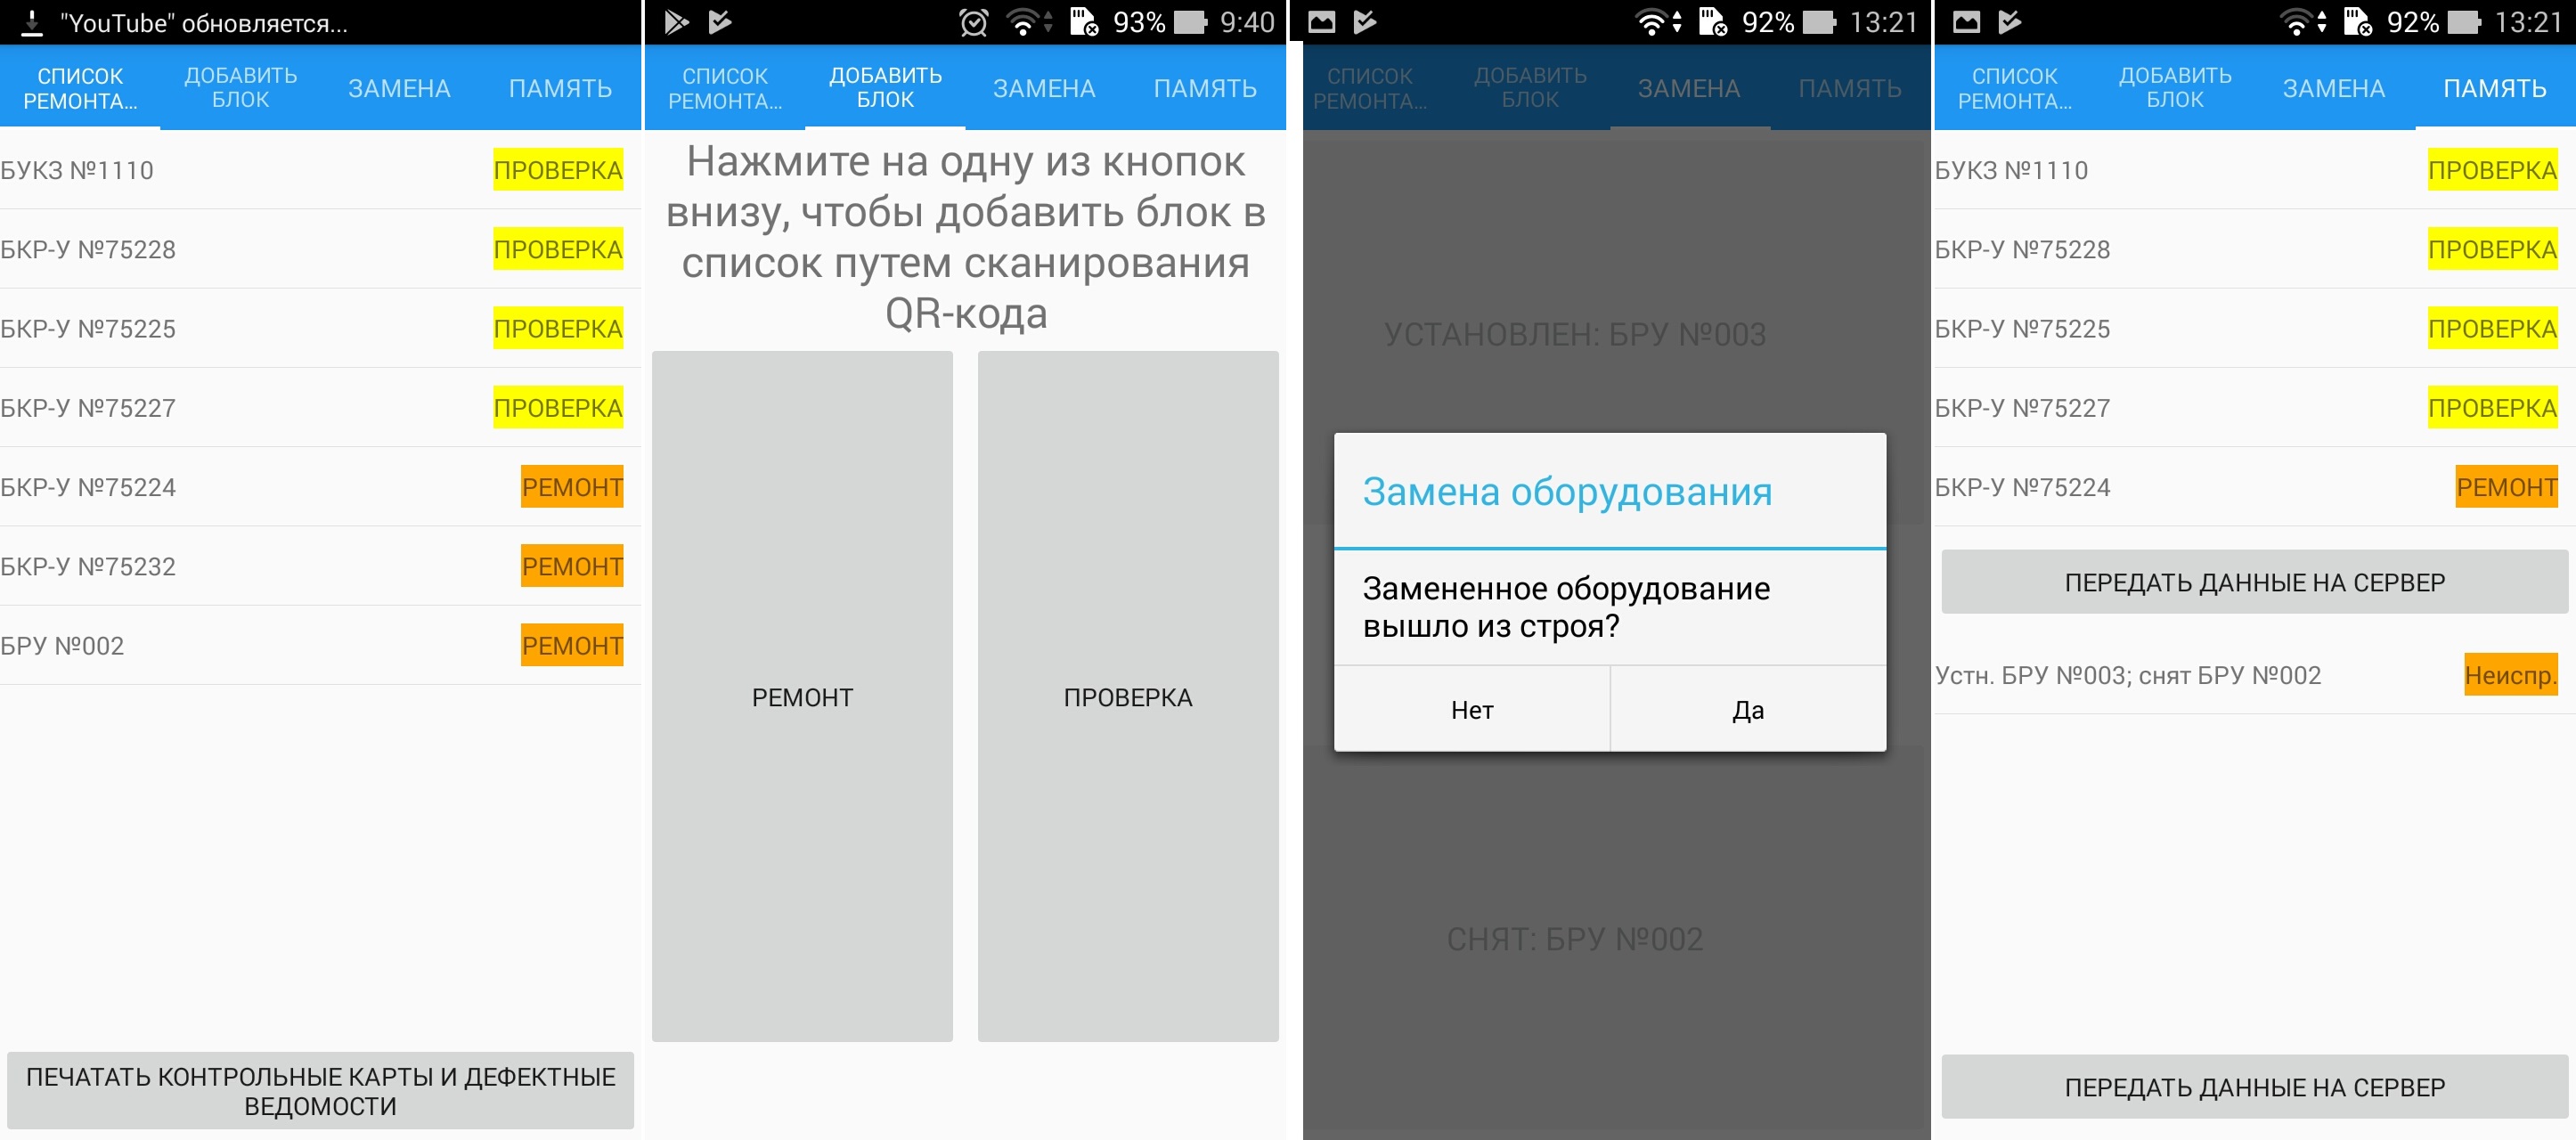 "YouTube" обновляется...
СПИСОК
РЕМОНТА...
ДОБАВИТЬ
БЛОК
ЗАМЕНА
ПАМЯТЬ
БУКЗ №1110
ПРОВЕРКА
БКР-У №75228
ПРОВЕРКА
БКР-У №75225
ПРОВЕРКА
БКР-У №75227
ПРОВЕРКА
БКР-У №75224
РЕМОНТ
БКР-У №75232
РЕМОНТ
БРУ №002
РЕМОНТ
ПЕЧАТАТЬ КОНТРОЛЬНЫЕ КАРТЫ И ДЕФЕКТНЫЕ
ВЕДОМОСТИ
93% 9:40
СПИСОК
РЕМОНТА...
ДОБАВИТЬ
БЛОК
ЗАМЕНА
ПАМЯТЬ
Нажмите на одну из кнопок
внизу, чтобы добавить блок в
список путем сканирования
QR-кода
РЕМОНТ
ПРОВЕРКА
92% 13:21
СПИСОК
РЕМОНТА...
ДОБАВИТЬ
БЛОК
ЗАМЕНА
ПАМЯТЬ
УСТАНОВЛЕН: БРУ №003
Замена оборудования
Замененное оборудование
вышло из строя?
Нет
Да
СНЯТ: БРУ №002
92% 13:21
СПИСОК
РЕМОНТА...
ДОБАВИТЬ
БЛОК
ЗАМЕНА
ПАМЯТЬ
БУКЗ №1110
ПРОВЕРКА
БКР-У №75228
ПРОВЕРКА
БКР-У №75225
ПРОВЕРКА
БКР-У №75227
ПРОВЕРКА
БКР-У №75224
РЕМОНТ
ПЕРЕДАТЬ ДАННЫЕ НА СЕРВЕР
Устн. БРУ №003; снят БРУ №002
Неиспр.
ПЕРЕДАТЬ ДАННЫЕ НА СЕРВЕР